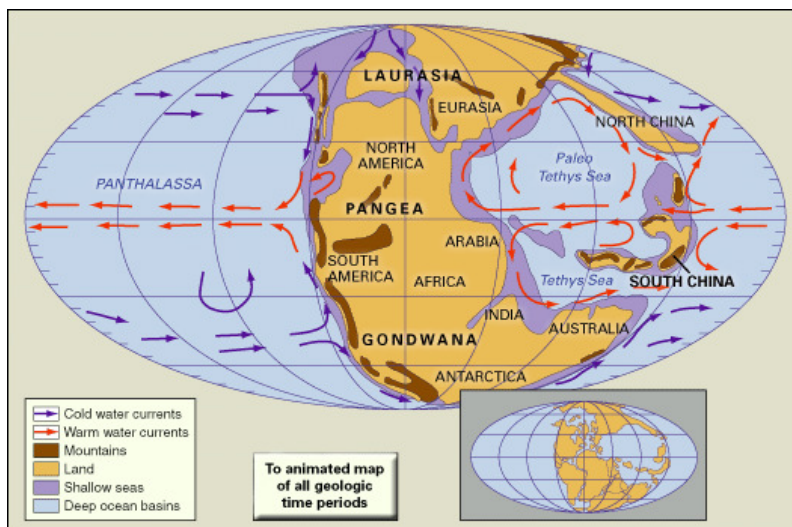 LAURASIA
EURASIA
NORTH CHINA
NORTH
AMERICA
PANTHALASSA
Paleo
Tethys Sea
PANGEA
ARABIA
SOUTH
AMERICA
AFRICA
Tethys Sea
SOUTH CHINA
INDIA
AUSTRALIA
GONDWANA
ANTARCTICA
Cold water currents
Warm water currents
Mountains
Land
Shallow seas
Deep ocean basins
To animated map
of all geologic
time periods